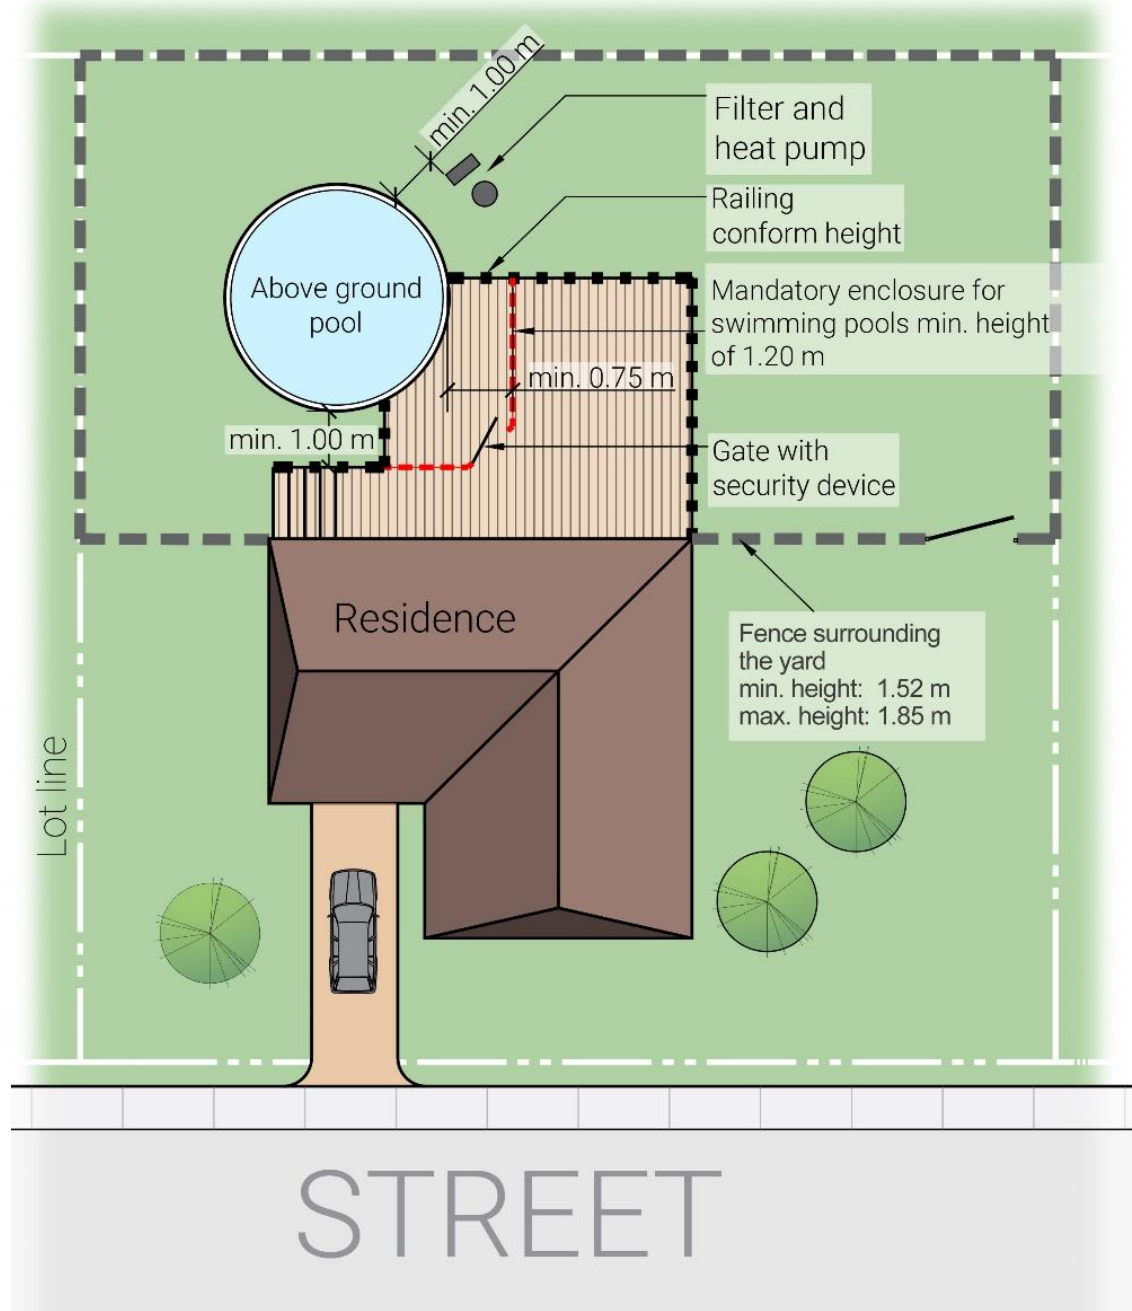 min. 1.00 m
Filter and
heat pump
Railing
conform height
Above ground
pool
Mandatory enclosure for
swimming pools min. height
of 1.20 m
min. 0.75 m
min. 1.00 m
Gate with
security device
Residence
Fence surrounding
the yard
min. height: 1.52 m
max. height: 1.85 m
Lot line
STREET